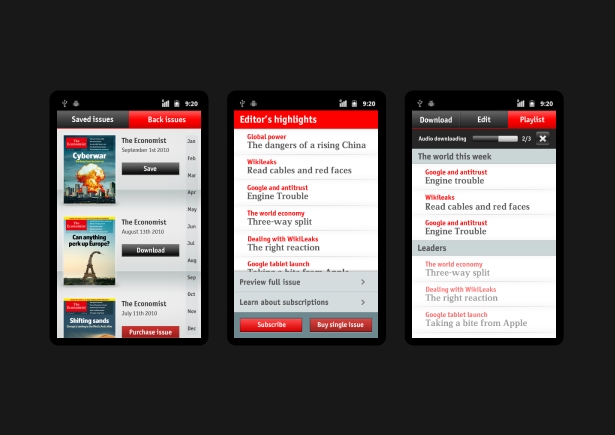 9:20
Saved issues
Back issues
The Economist
Cyberwar
The Economist
September 1st 2010
Save
The Economist
Can anything
perk up Europe?
The Economist
August 13th 2010
Download
The Economist
Shifting sands
The Economist
July 11th 2010
Purchase issue
Jan
Feb
Mar
Apr
May
Jun
Jul
Aug
Sep
Oct
Nov
Dec
9:20
Editor's highlights
Global power
The dangers of a rising China
Wikileaks
Read cables and red faces
Google and antitrust
Engine Trouble
The world economy
Three-way split
Dealing with WikiLeaks
The right reaction
Google tablet launch
Taking a bite from Apple
Preview full issue
Learn about subscriptions
Subscribe
Buy single issue
9:20
Download
Edit
Playlist
Audio downloading
2/3
The world this week
Google and antitrust
Engine trouble
Wikileaks
Read cables and red faces
Google and antitrust
Engine Trouble
Leaders
The world economy
Three-way split
Dealing with WikiLeaks
The right reaction
Google tablet launch
Taking a bite from Apple